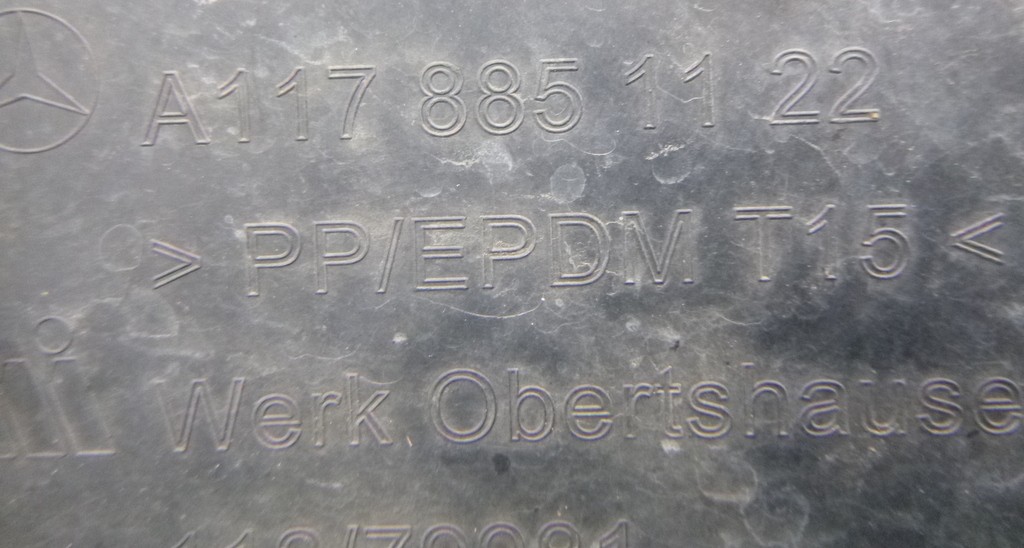 A117 885 11 22
> PP/EPDM T15 <
Werk Obertshause